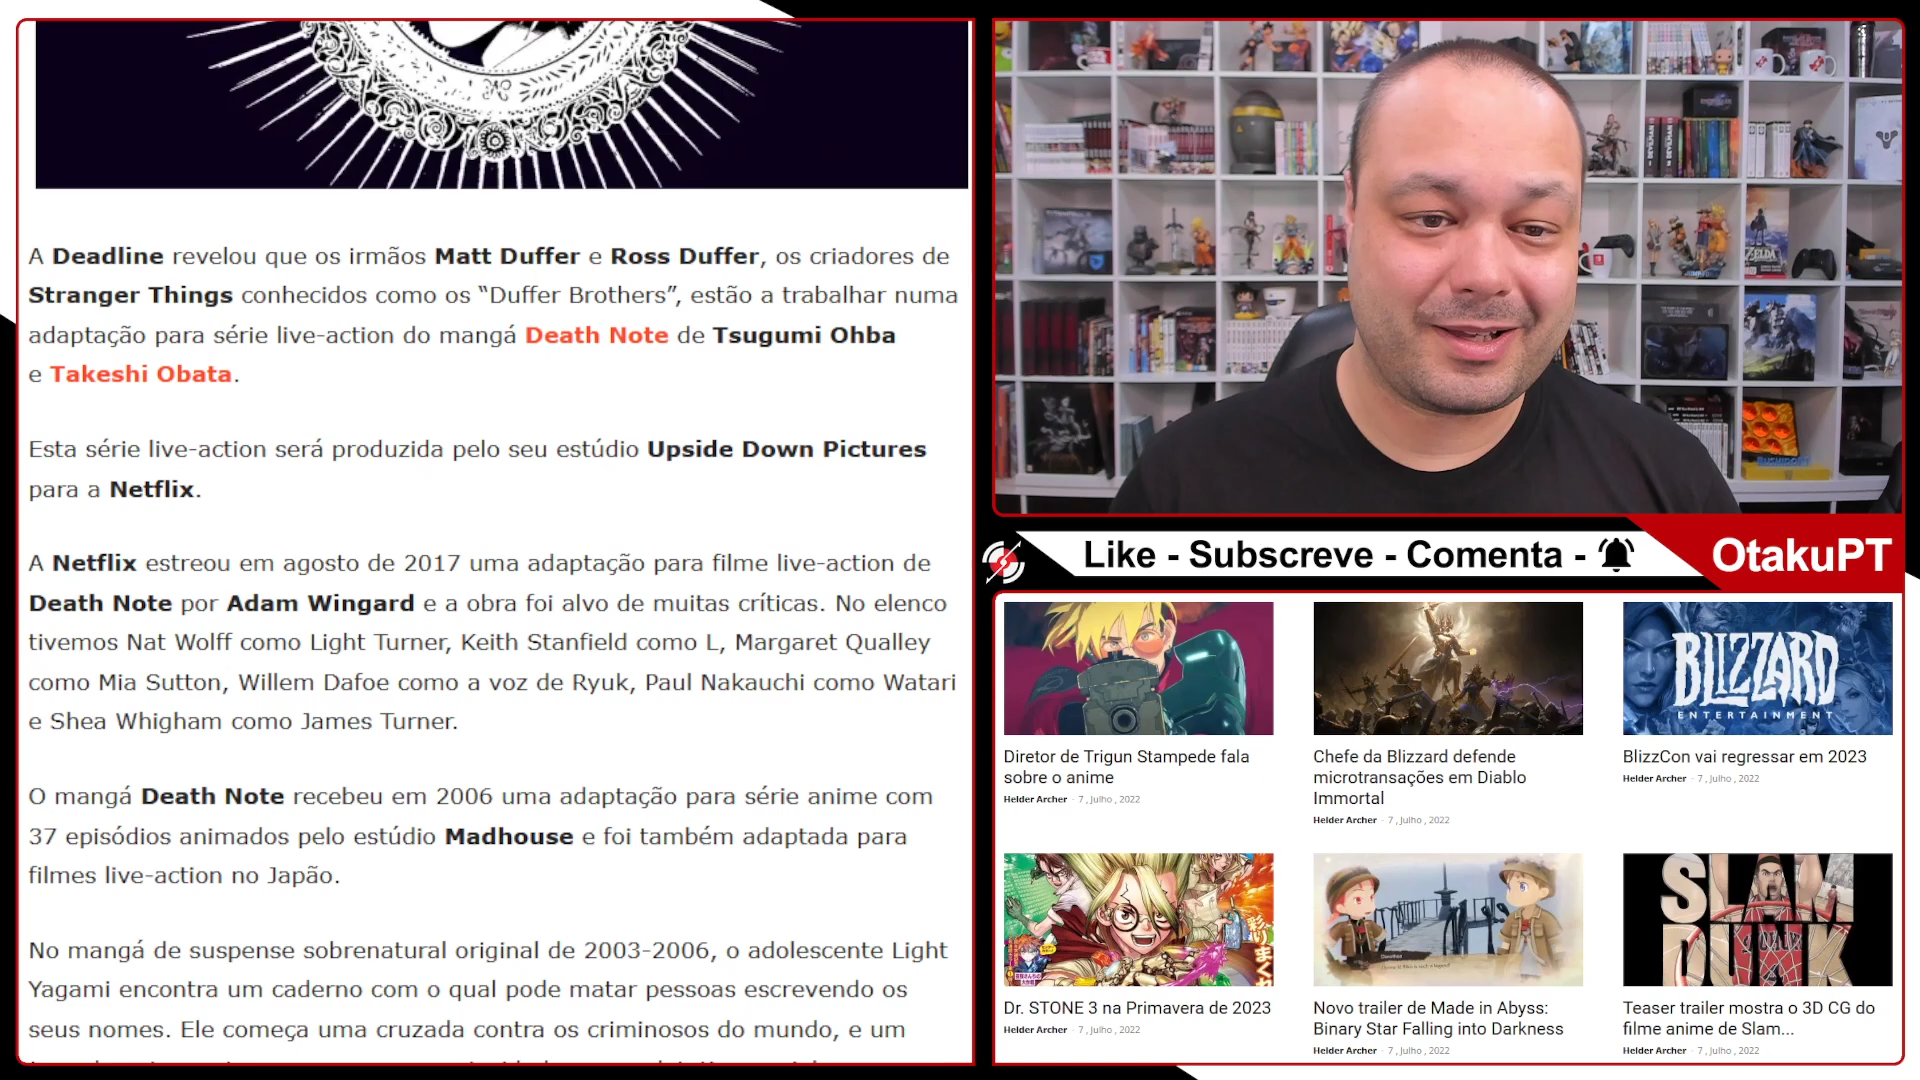 A Deadline revelou que os irmãos Matt Duffer e Ross Duffer, os criadores de
Stranger Things conhecidos como os “Duffer Brothers”, estão a trabalhar numa
adaptação para série live-action do mangá Death Note de Tsugumi Ohba
e Takeshi Obata.
Esta série live-action será produzida pelo seu estúdio Upside Down Pictures
para a Netflix.
A Netflix estreou em agosto de 2017 uma adaptação para filme live-action de
Death Note por Adam Wingard e a obra foi alvo de muitas críticas. No elenco
tivemos Nat Wolff como Light Turner, Keith Stanfield como L, Margaret Qualley
como Mia Sutton, Willem Dafoe como a voz de Ryuk, Paul Nakauchi como Watari
e Shea Whigham como James Turner.
O mangá Death Note recebeu em 2006 uma adaptação para série anime com
37 episódios animados pelo estúdio Madhouse e foi também adaptada para
filmes live-action no Japão.
No mangá de suspense sobrenatural original de 2003-2006, o adolescente Light
Yagami encontra um caderno com o qual pode matar pessoas escrevendo os
seus nomes. Ele começa uma cruzada contra os criminosos do mundo, e um
ZELDA
Like - Subscreve - Comenta -
OtakuPT
BLIZZARD
ENTERTAINMENT
Diretor de Trigun Stampede fala
sobre o anime
Helder Archer - 7 , Julho , 2022
Chefe da Blizzard defende
microtransações em Diablo
Immortal
Helder Archer - 7 , Julho , 2022
BlizzCon vai regressar em 2023
Helder Archer - 7 , Julho , 2022
SLAM
DUNK
Dr. STONE 3 na Primavera de 2023
Helder Archer - 7 , Julho , 2022
Novo trailer de Made in Abyss:
Binary Star Falling into Darkness
Helder Archer - 7 , Julho , 2022
Teaser trailer mostra o 3D CG do
filme anime de Slam...
Helder Archer - 7 , Julho , 2022